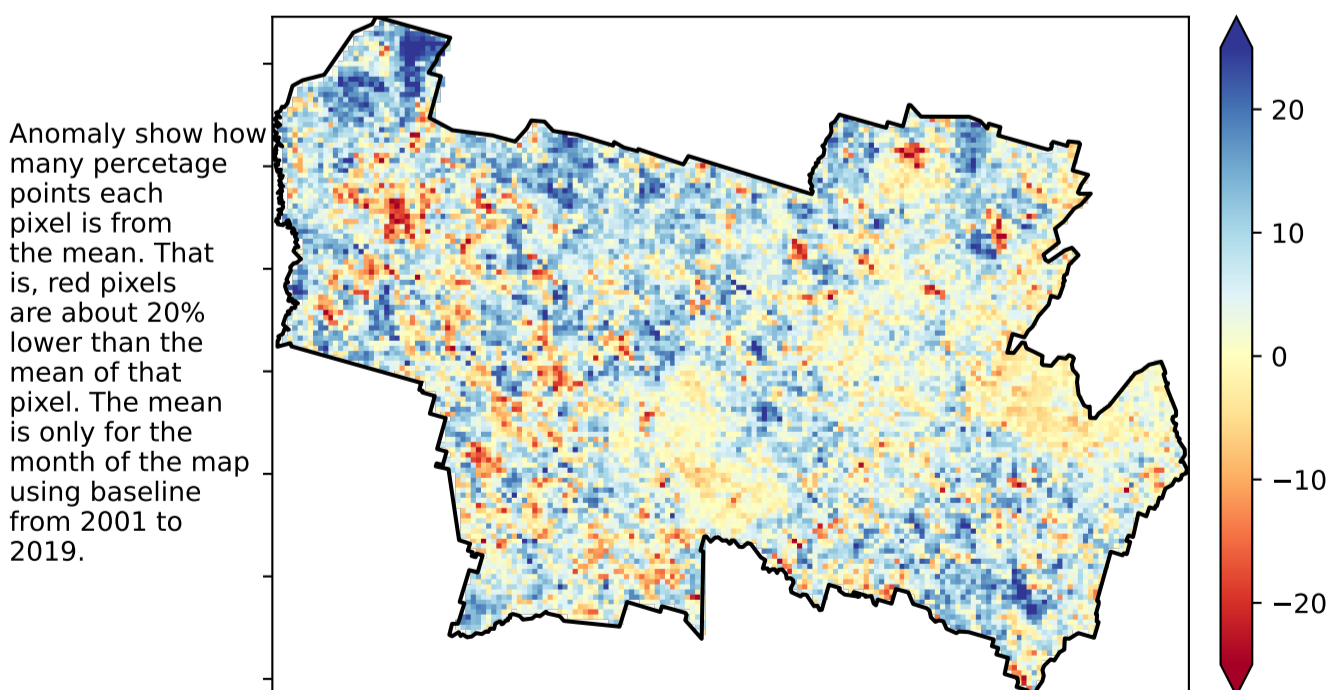 Anomaly show how
many percetage
points each
pixel is from
the mean. That
is, red pixels
are about 20%
lower than the
mean of that
pixel. The mean
is only for the
month of the map
using baseline
from 2001 to
2019.
20
10
0
−10
−20